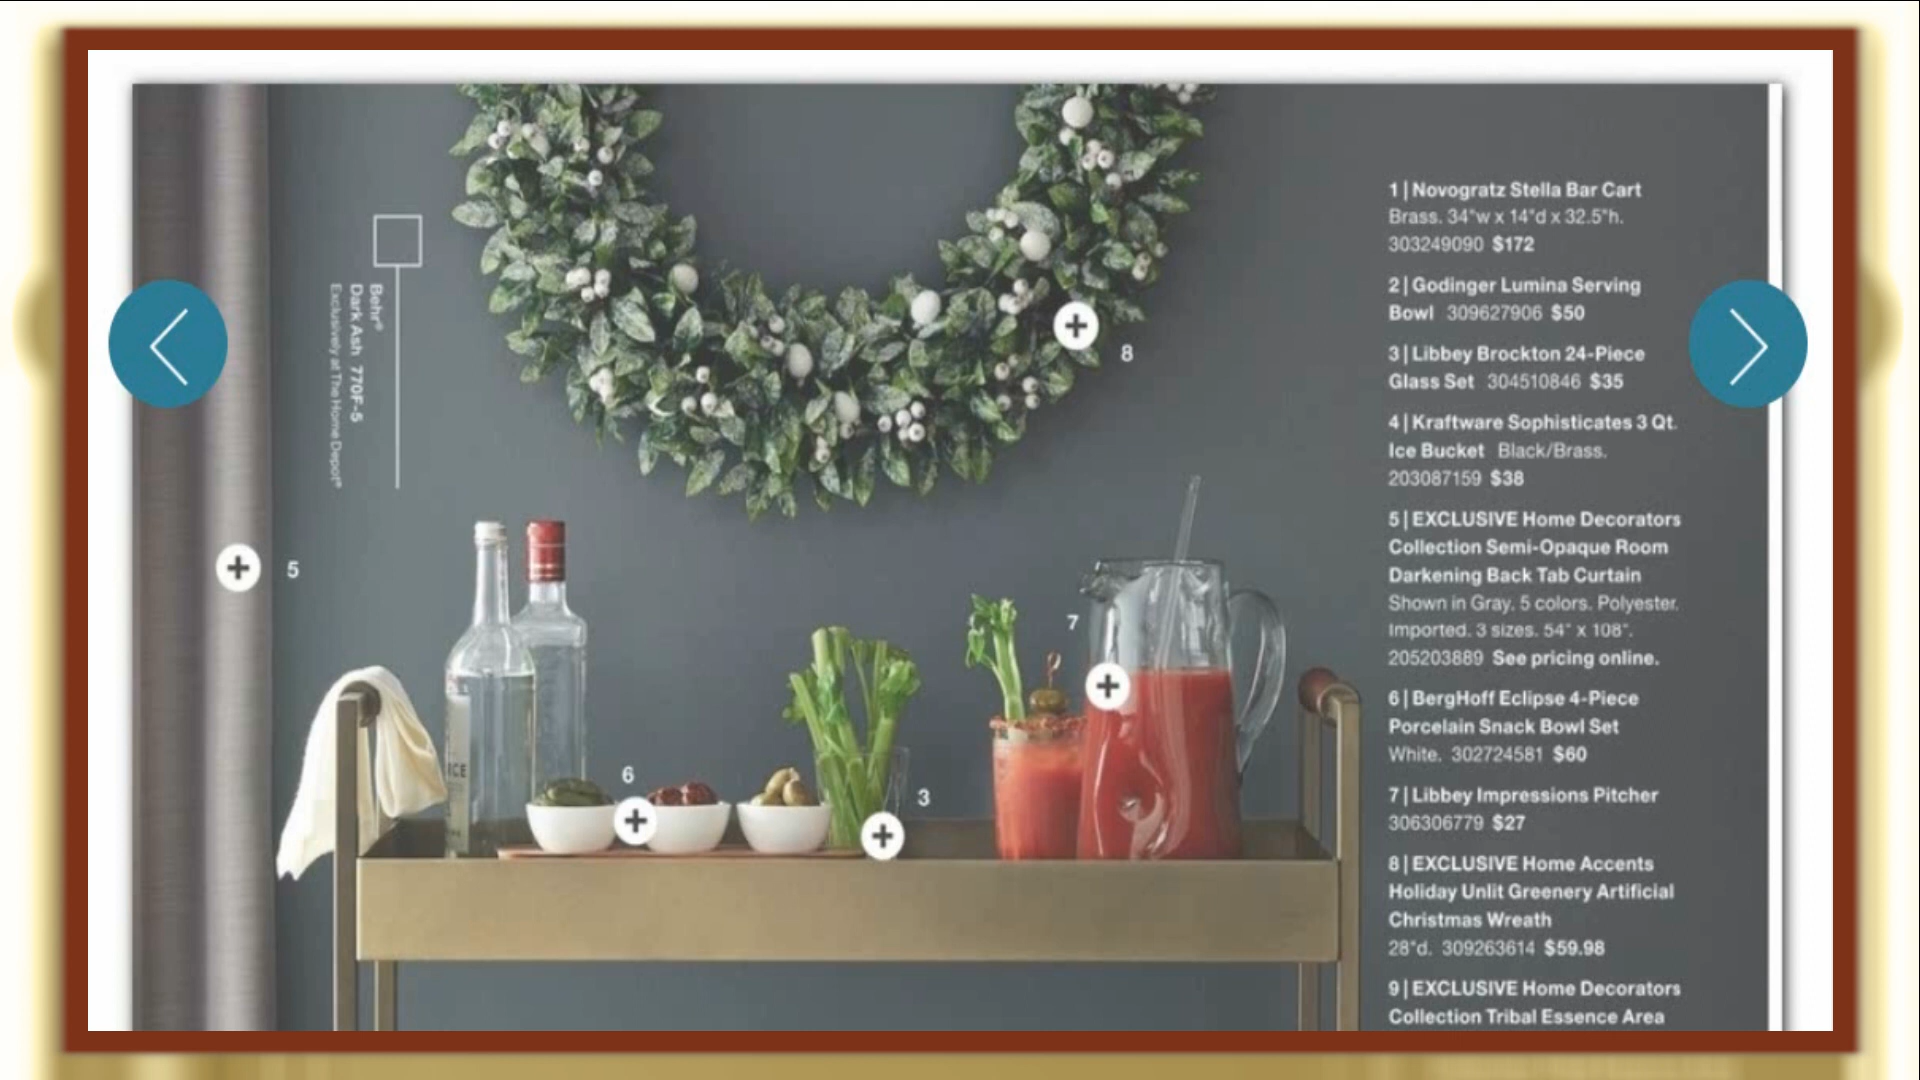 Behr®
Dark Ash 770F-5
Exclusively at The Home Depot®
8
5
7
6
3
ICE
1|Novogratz Stella Bar Cart
Brass. 34"w x 14"d x 32.5"h.
303249090 $172
2|Godinger Lumina Serving
Bowl 309627906 $50
3|Libbey Brockton 24-Piece
Glass Set 304510846 $35
4|Kraftware Sophisticates 3 Qt.
Ice Bucket Black/Brass.
203087159 $38
5|EXCLUSIVE Home Decorators
Collection Semi-Opaque Room
Darkening Back Tab Curtain
Shown in Gray. 5 colors. Polyester.
Imported. 3 sizes. 54" x 108".
205203889 See pricing online.
6|BergHoff Eclipse 4-Piece
Porcelain Snack Bowl Set
White. 302724581 $60
7|Libbey Impressions Pitcher
306306779 $27
8|EXCLUSIVE Home Accents
Holiday Unlit Greenery Artificial
Christmas Wreath
28"d. 309263614 $59.98
9|EXCLUSIVE Home Decorators
Collection Tribal Essence Area